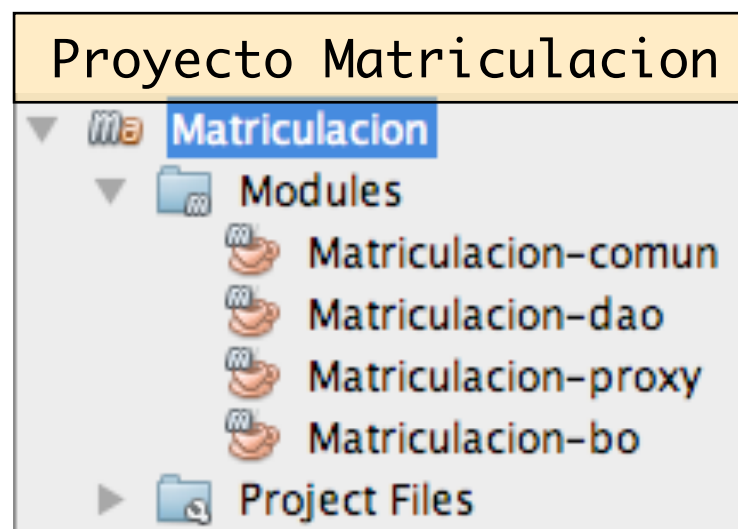 Proyecto Matriculacion
Matriculacion
Modules
Matriculacion-comun
Matriculacion-dao
Matriculacion-proxy
Matriculacion-bo
Project Files